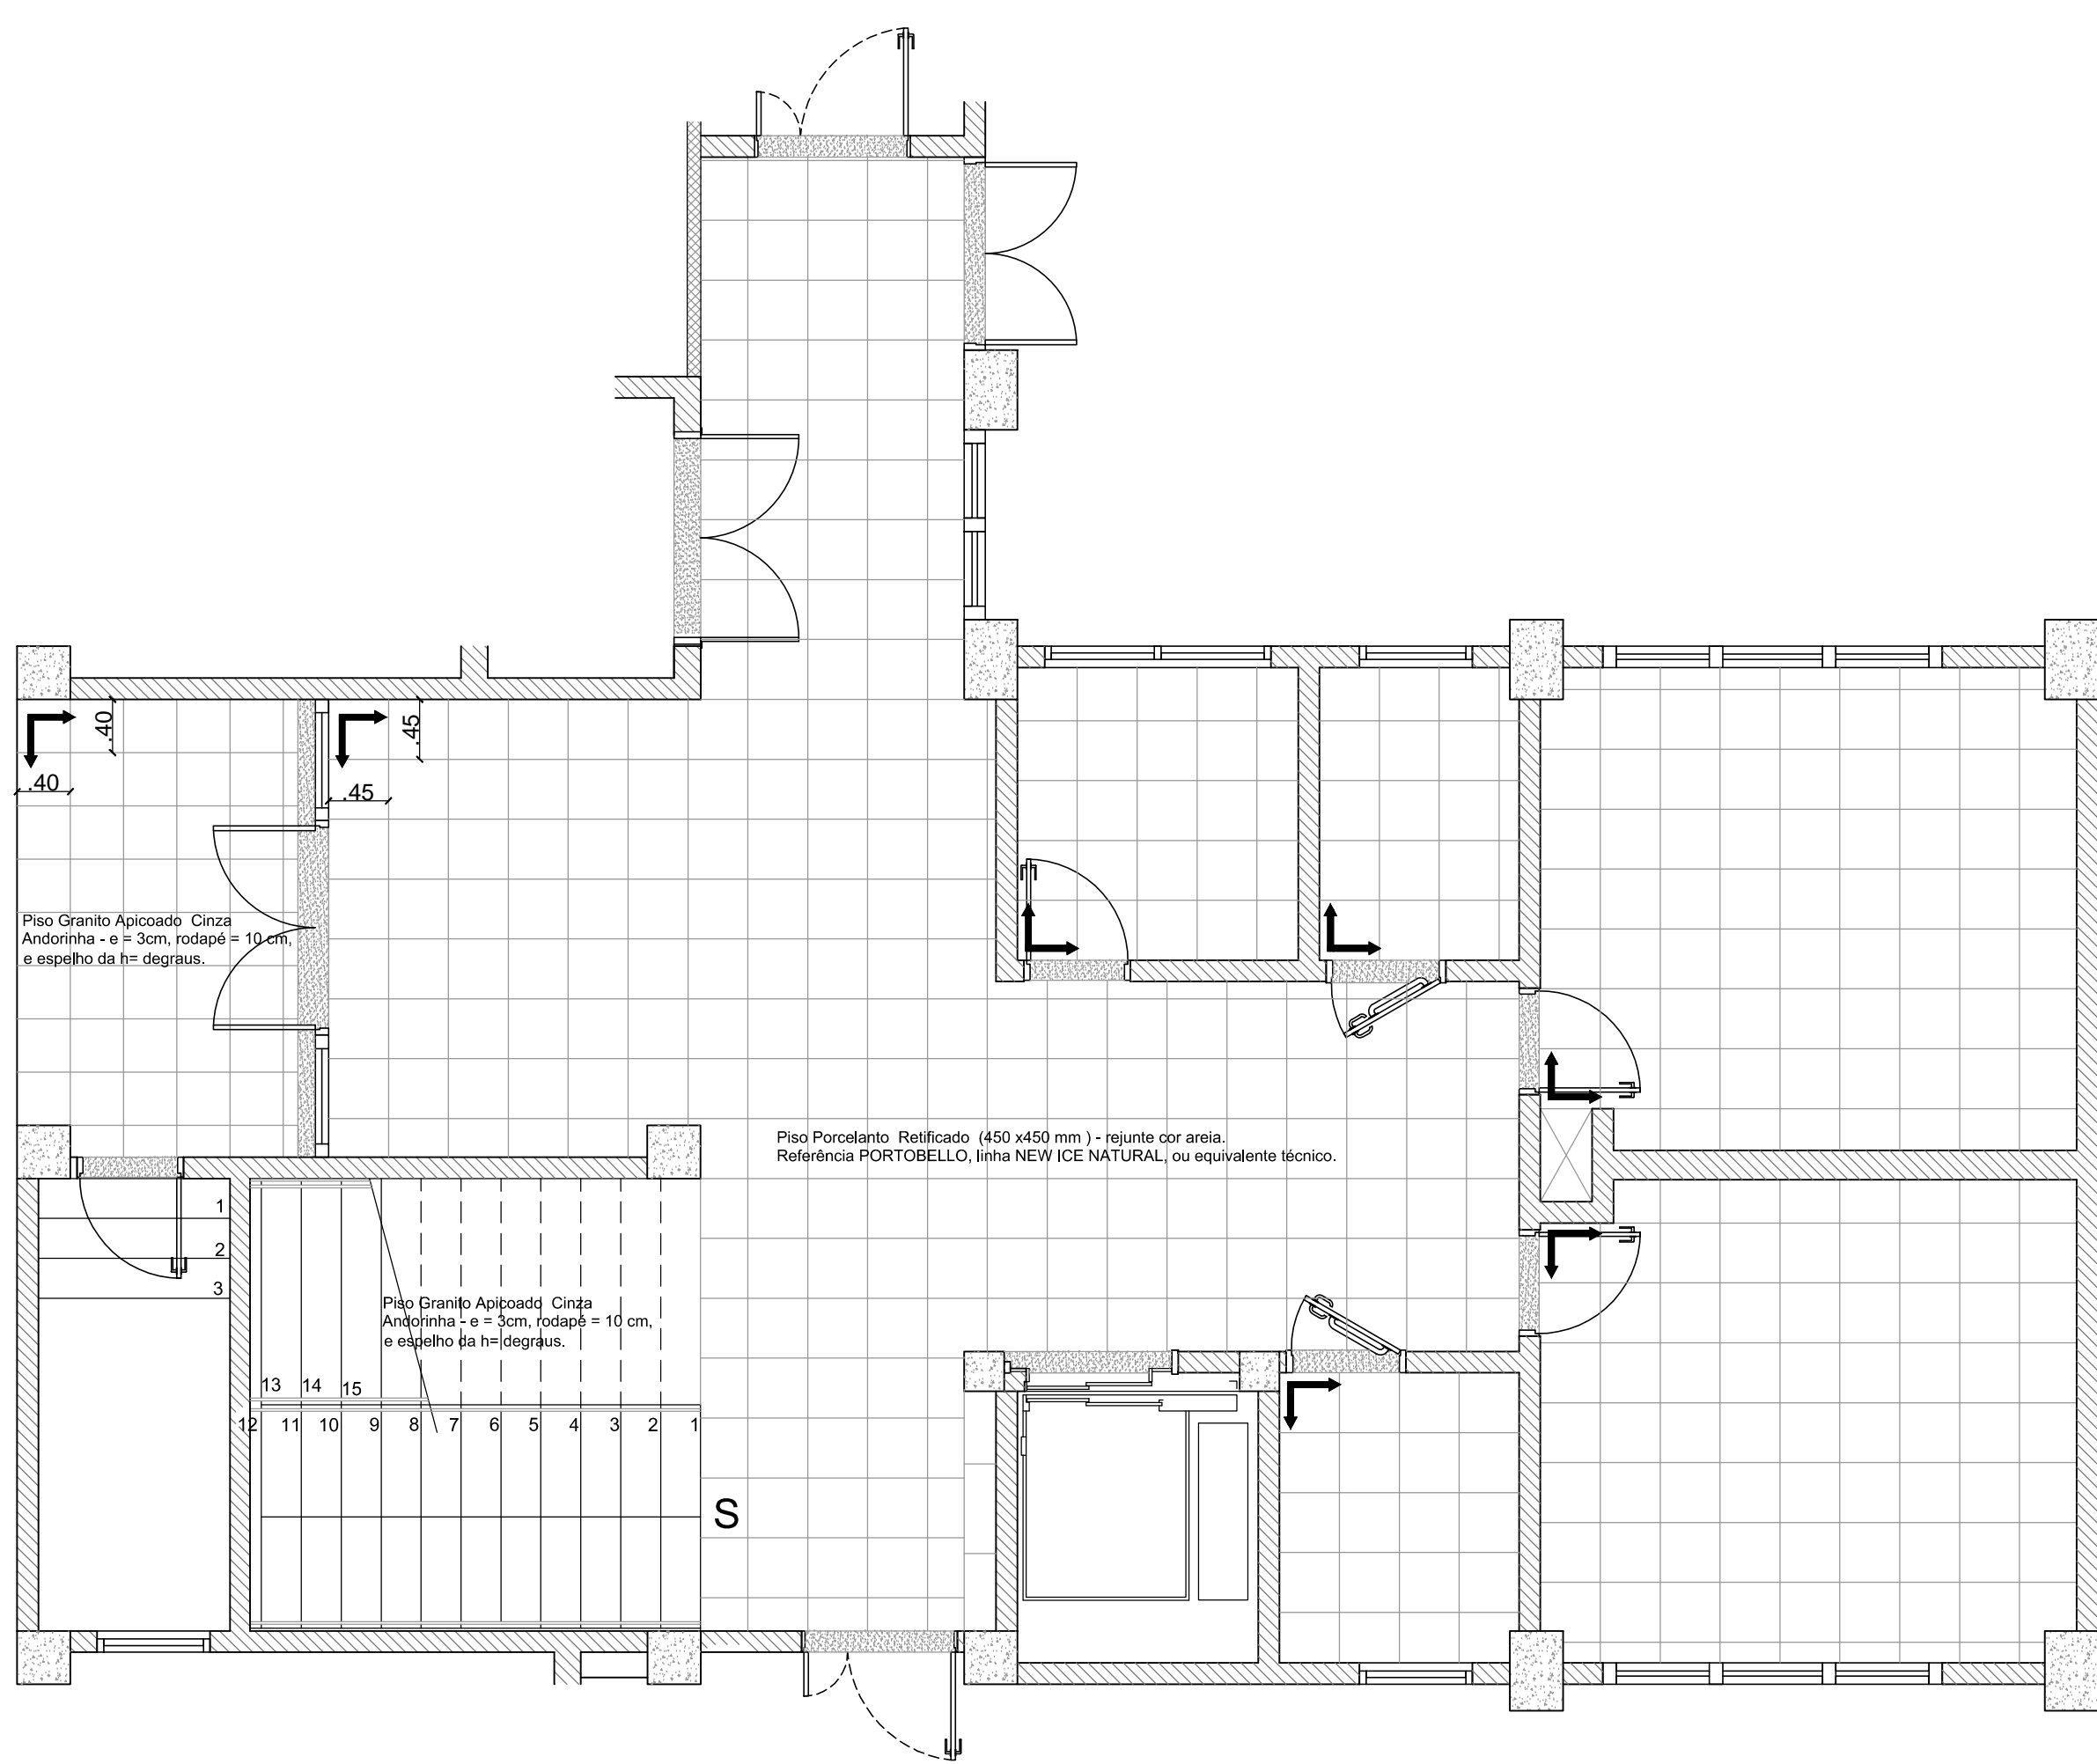 .40
.45
.40
.45
Piso Granito Apicoado Cinza
Andorinha - e = 3cm, rodapé = 10 cm,
e espelho da h= degraus.
Piso Porcelanto Retificado (450 x450 mm ) - rejunte cor areia.
Referência PORTOBELLO, linha NEW ICE NATURAL, ou equivalente técnico.
1
2
3
Piso Granito Apicoado Cinza
Andorinha - e = 3cm, rodapé = 10 cm,
e espelho da h= degraus.
13 14 15
12 11 10 9 8 7 6 5 4 3 2 1
S